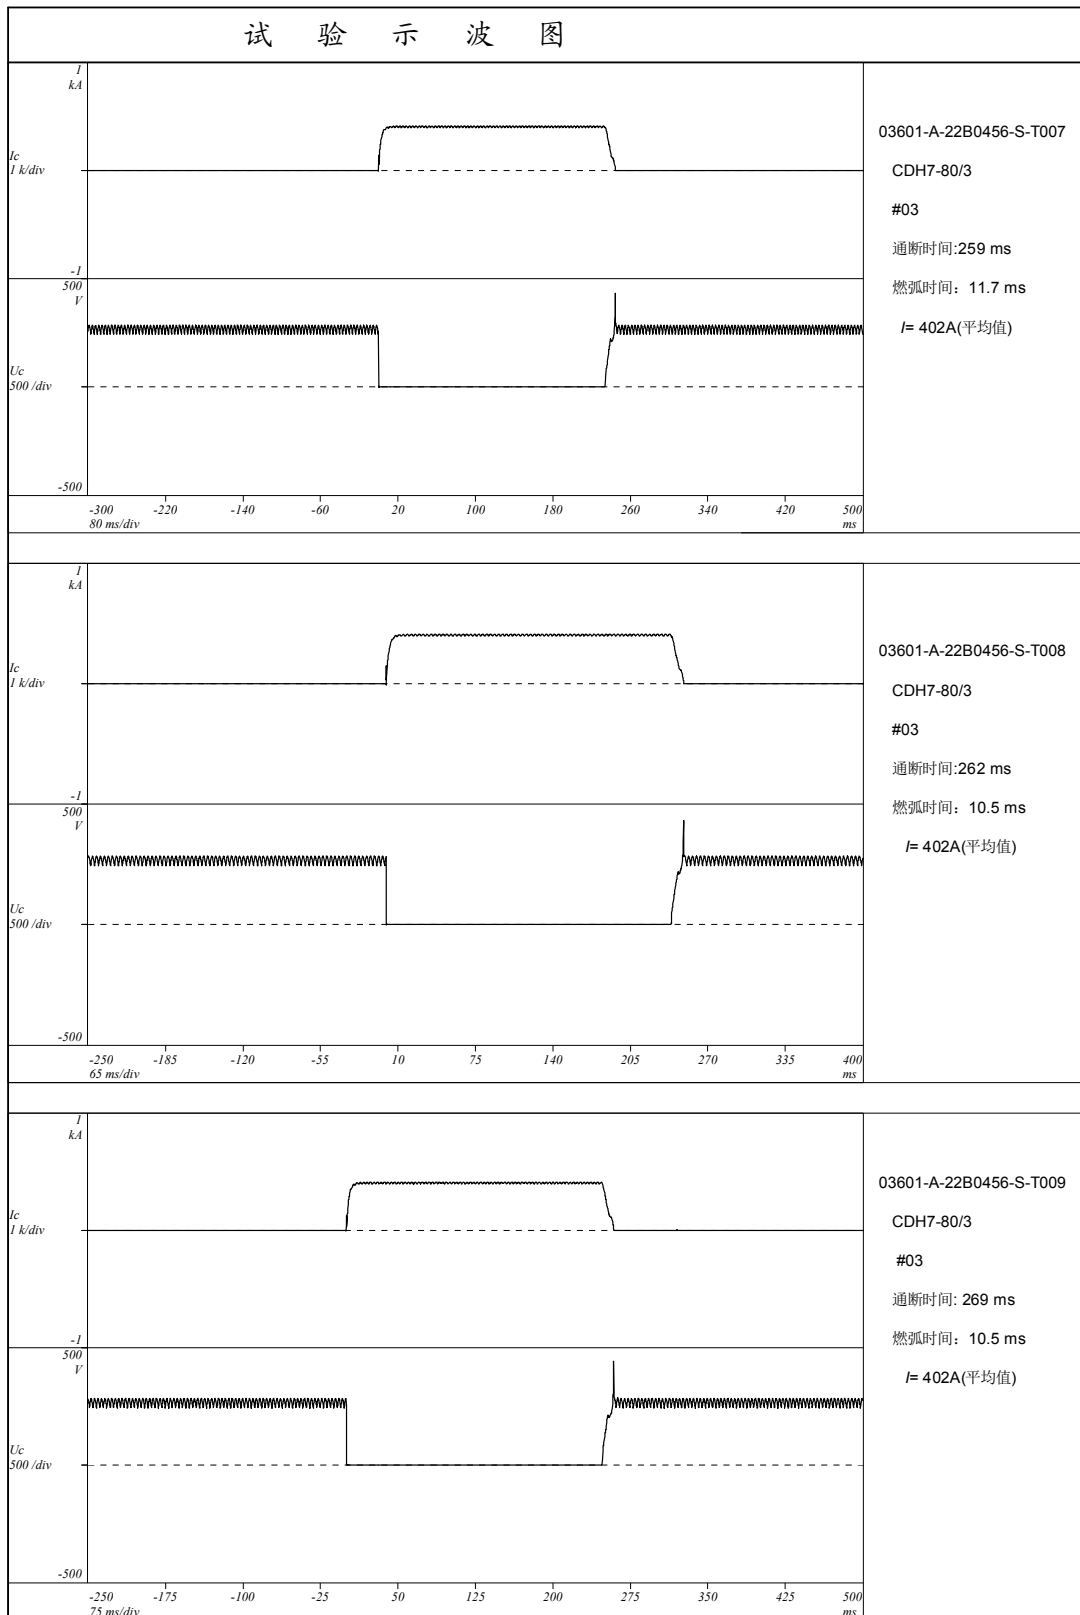 试 验 示 波 图
1
kA
Ic
1 k/div
-1
500
V
Uc
500 /div
-500
-300 -220 -140 -60 20 100 180 260 340 420 500
80 ms/div ms
03601-A-22B0456-S-T007
CDH7-80/3
#03
通断时间:259 ms
燃弧时间：11.7 ms
I= 402A(平均值)
1
kA
Ic
1 k/div
-1
500
V
Uc
500 /div
-500
-250 -185 -120 -55 10 75 140 205 270 335 400
65 ms/div ms
03601-A-22B0456-S-T008
CDH7-80/3
#03
通断时间:262 ms
燃弧时间：10.5 ms
I= 402A(平均值)
1
kA
Ic
1 k/div
-1
500
V
Uc
500 /div
-500
-250 -175 -100 -25 50 125 200 275 350 425 500
75 ms/div ms
03601-A-22B0456-S-T009
CDH7-80/3
#03
通断时间: 269 ms
燃弧时间：10.5 ms
I= 402A(平均值)